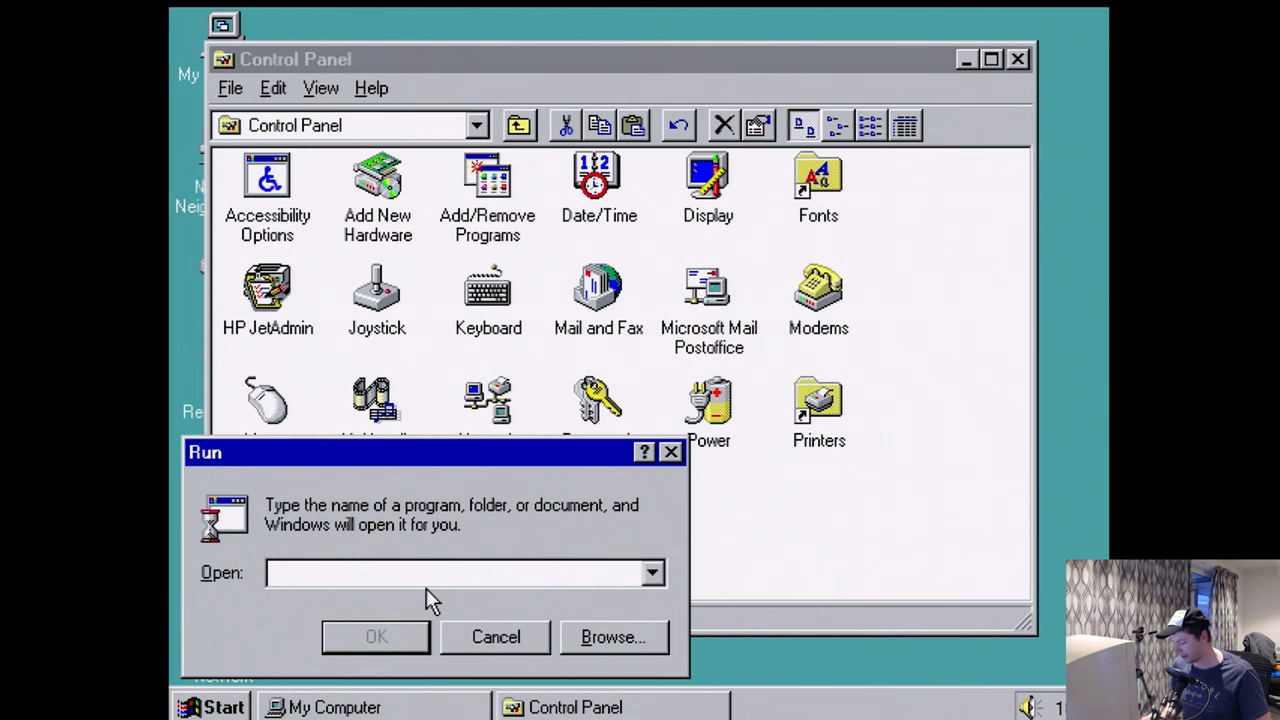 My
Control Panel
File Edit View Help
Control Panel
Accessibility Options
Add New Hardware
Add/Remove Programs
Date/Time
Display
Fonts
Neig
HP JetAdmin
Joystick
Keyboard
Mail and Fax
Microsoft Mail Postoffice
Modems
Re
Power
Printers
Run
Type the name of a program, folder, or document, and
Windows will open it for you.
Open:
OK Cancel Browse...
Start My Computer Control Panel